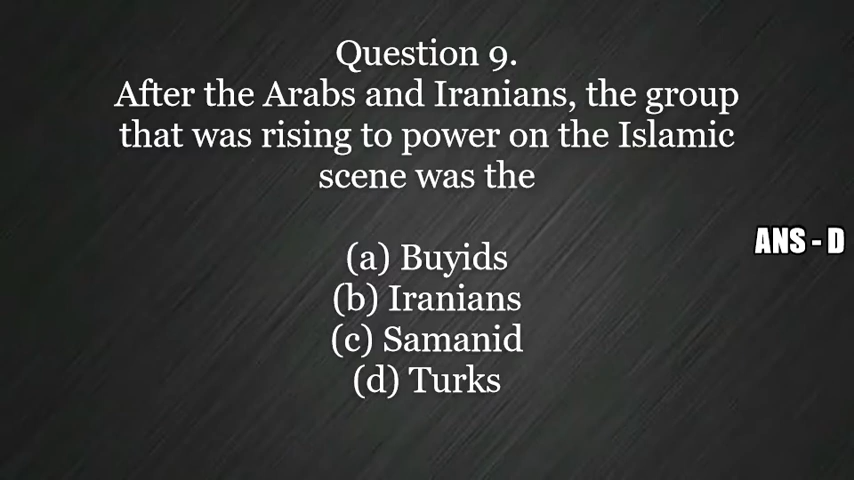 Question 9.
After the Arabs and Iranians, the group
that was rising to power on the Islamic
scene was the
(a) Buyids
(b) Iranians
(c) Samanid
(d) Turks
ANS - D